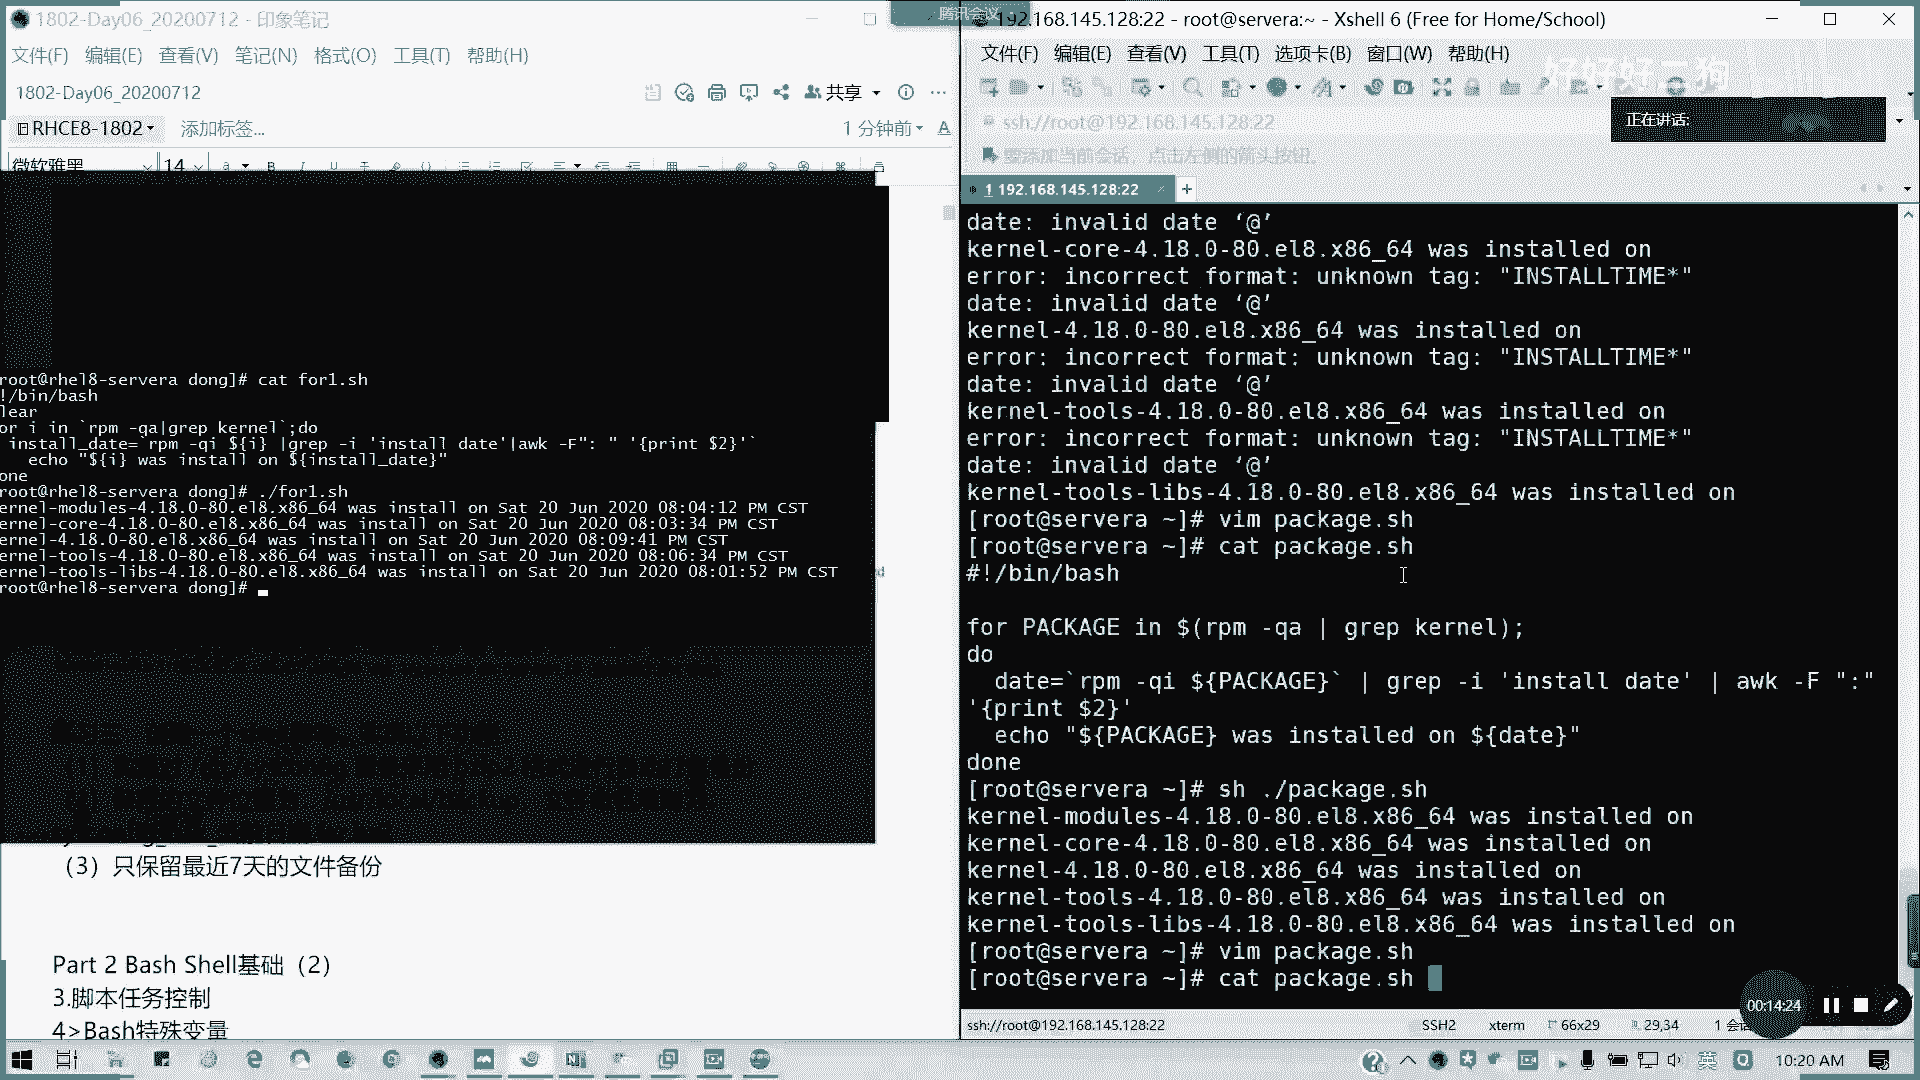 1802-Day06_20200712 - 印象笔记
文件(F) 编辑(E) 查看(V) 笔记(N) 格式(O) 工具(T) 帮助(H)
1802-Day06_20200712
共享
RHCE8-1802 添加标签...
1 分钟前
微软雅黑 14
root@rhel8-servera dong]# cat for1.sh
!/bin/bash
lear
or i in `rpm -qa|grep kernel`;do
install_date=`rpm -qi ${i} |grep -i 'install date'|awk -F": " '{print $2}'`
echo "${i} was install on ${install_date}"
one
root@rhel8-servera dong]# ./for1.sh
ernel-modules-4.18.0-80.el8.x86_64 was install on Sat 20 Jun 2020 08:04:12 PM CST
ernel-core-4.18.0-80.el8.x86_64 was install on Sat 20 Jun 2020 08:03:34 PM CST
ernel-4.18.0-80.el8.x86_64 was install on Sat 20 Jun 2020 08:09:41 PM CST
ernel-tools-4.18.0-80.el8.x86_64 was install on Sat 20 Jun 2020 08:06:34 PM CST
ernel-tools-libs-4.18.0-80.el8.x86_64 was install on Sat 20 Jun 2020 08:01:52 PM CST
root@rhel8-servera dong]#
（3）只保留最近7天的文件备份
Part 2 Bash Shell基础（2）
3.脚本任务控制
4>Bash特殊变量
腾讯会议
192.168.145.128:22 - root@servera:~ - Xshell 6 (Free for Home/School)
文件(F) 编辑(E) 查看(V) 工具(T) 选项卡(B) 窗口(W) 帮助(H)
好好好二狗
ssh://root@192.168.145.128:22
正在讲话:
要添加当前会话，点击左侧的箭头按钮。
1 192.168.145.128:22
date: invalid date ‘@’
kernel-core-4.18.0-80.el8.x86_64 was installed on
error: incorrect format: unknown tag: "INSTALLTIME*"
date: invalid date ‘@’
kernel-4.18.0-80.el8.x86_64 was installed on
error: incorrect format: unknown tag: "INSTALLTIME*"
date: invalid date ‘@’
kernel-tools-4.18.0-80.el8.x86_64 was installed on
error: incorrect format: unknown tag: "INSTALLTIME*"
date: invalid date ‘@’
kernel-tools-libs-4.18.0-80.el8.x86_64 was installed on
[root@servera ~]# vim package.sh
[root@servera ~]# cat package.sh
#!/bin/bash
for PACKAGE in $(rpm -qa | grep kernel);
do
date=`rpm -qi ${PACKAGE}` | grep -i 'install date' | awk -F ":"
'{print $2}'
echo "${PACKAGE} was installed on ${date}"
done
[root@servera ~]# sh ./package.sh
kernel-modules-4.18.0-80.el8.x86_64 was installed on
kernel-core-4.18.0-80.el8.x86_64 was installed on
kernel-4.18.0-80.el8.x86_64 was installed on
kernel-tools-4.18.0-80.el8.x86_64 was installed on
kernel-tools-libs-4.18.0-80.el8.x86_64 was installed on
[root@servera ~]# vim package.sh
[root@servera ~]# cat package.sh
00:14:24
ssh://root@192.168.145.128:22 SSH2 xterm 66x29 29,34 1 会
英 10:20 AM